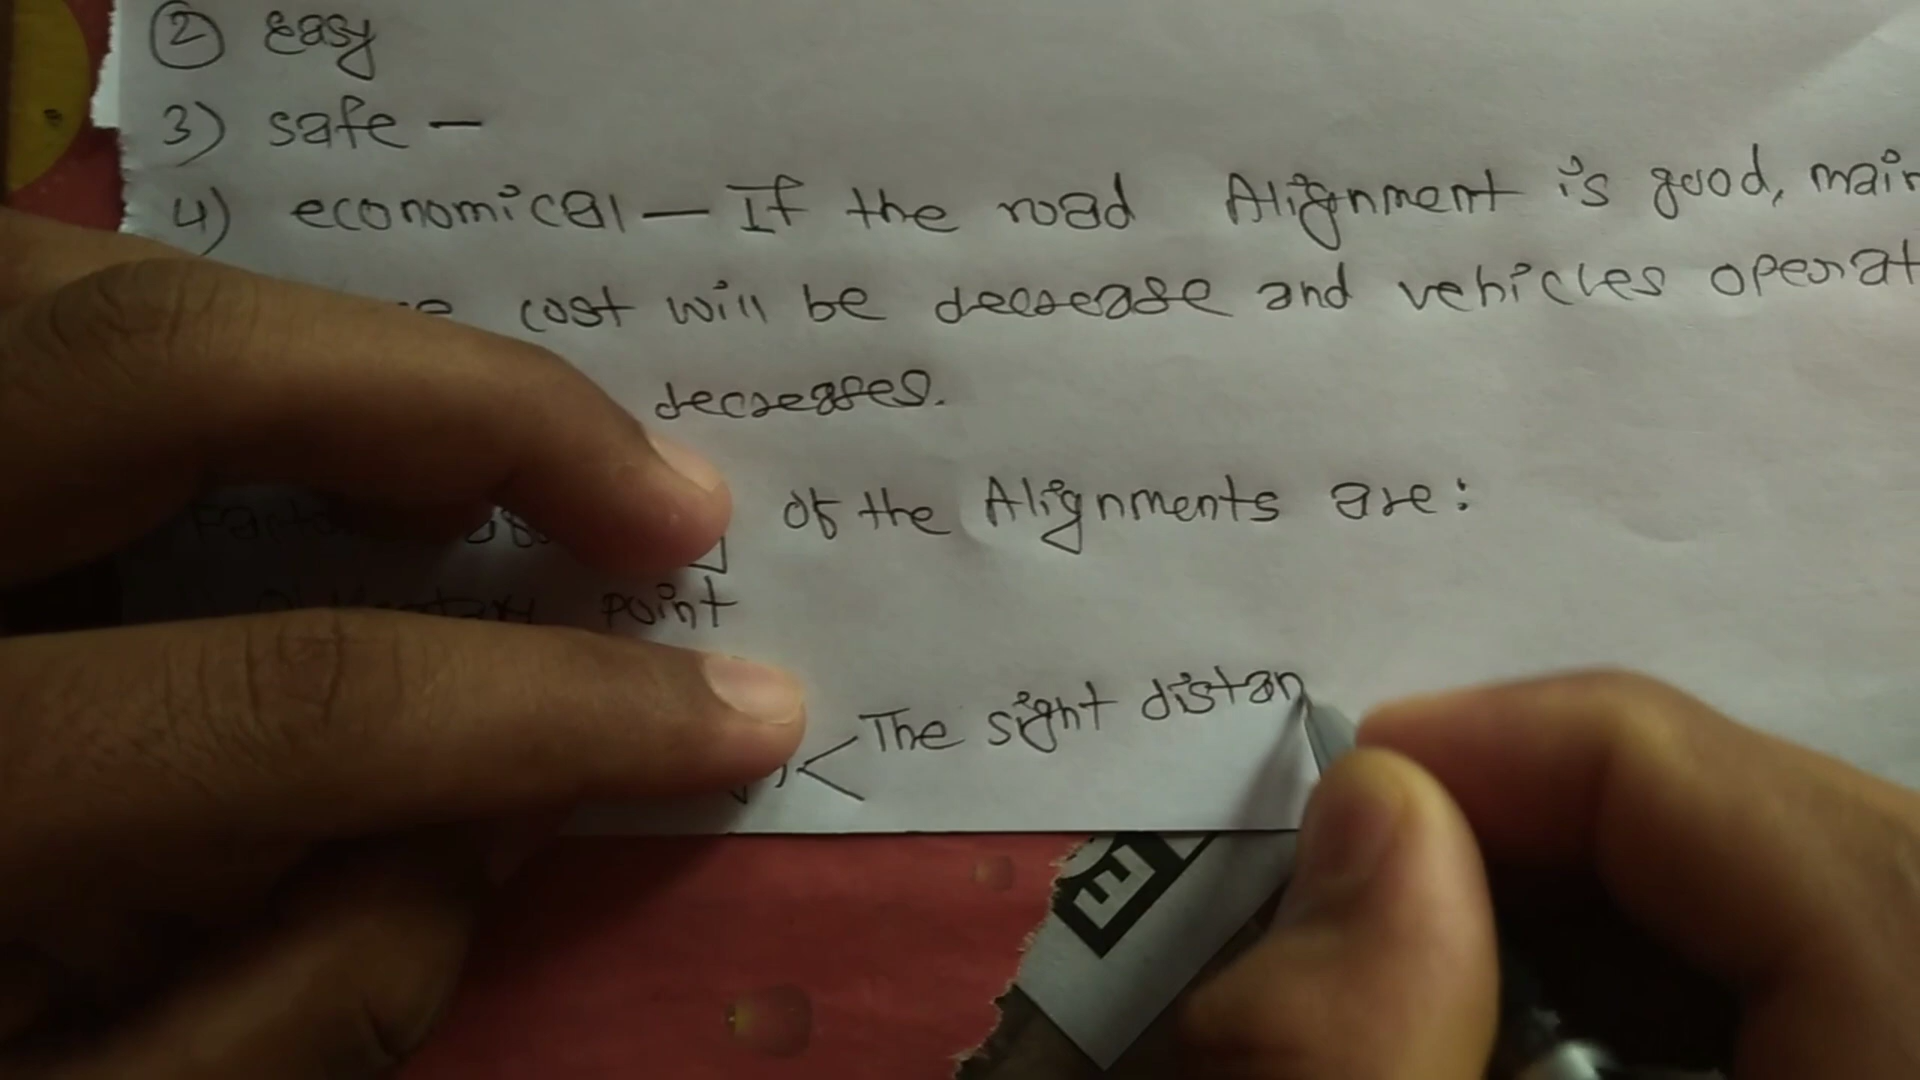 ② easy
3) safe —
4) economical — If the road Alignment is good, main
cost will be decrease and vehicles operat
decreases.
of the Alignments are:
point
The sight distan